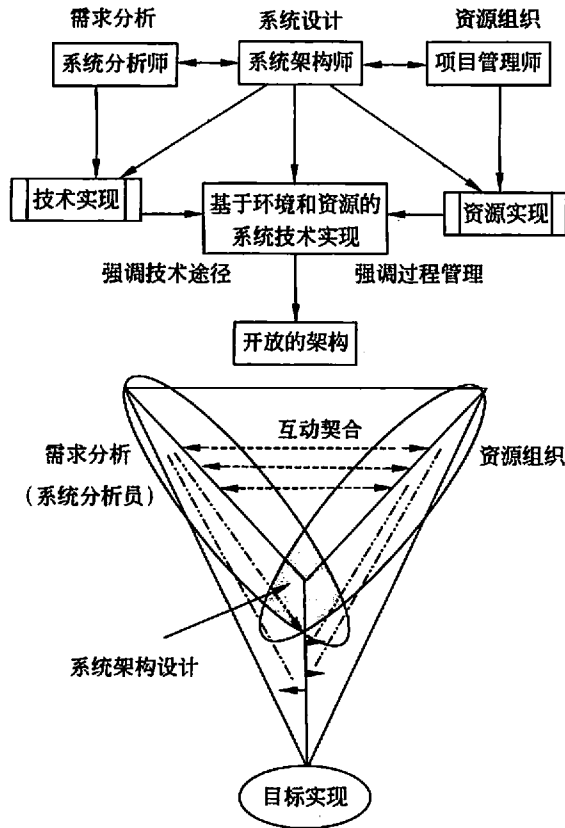 需求分析
系统设计
资源组织
系统分析师
系统架构师
项目管理师
技术实现
基于环境和资源的
系统技术实现
资源实现
强调技术途径
强调过程管理
开放的架构
互动契合
需求分析
(系统分析员)
资源组织
系统架构设计
目标实现